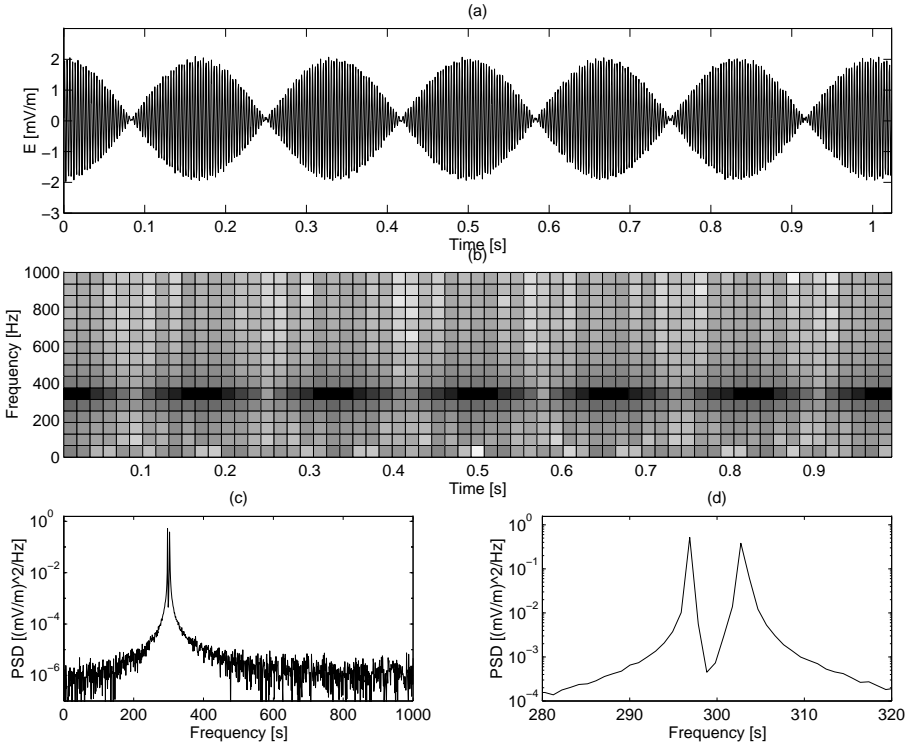 (a)
2
1
0
−1
−2
−3
E [mV/m]
0 0.1 0.2 0.3 0.4 0.5 0.6 0.7 0.8 0.9 1
Time [s]
(b)
1000
800
600
400
200
0
Frequency [Hz]
0.1 0.2 0.3 0.4 0.5 0.6 0.7 0.8 0.9
Time [s]
(c)
10^0
10^−2
10^−4
10^−6
PSD [(mV/m)^2/Hz]
0 200 400 600 800 1000
Frequency [s]
(d)
10^0
10^−1
10^−2
10^−3
10^−4
PSD [(mV/m)^2/Hz]
280 290 300 310 320
Frequency [s]